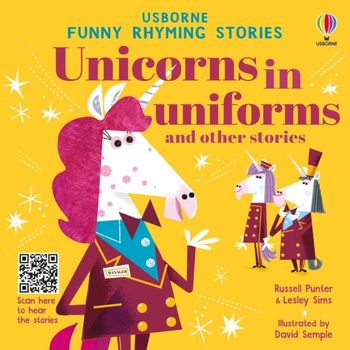 USBORNE
FUNNY RHYMING STORIES
USBORNE
Unicorns in
uniforms
and other stories
MANAGER
Scan here
to hear
the stories
Russell Punter
& Lesley Sims
Illustrated by
David Semple